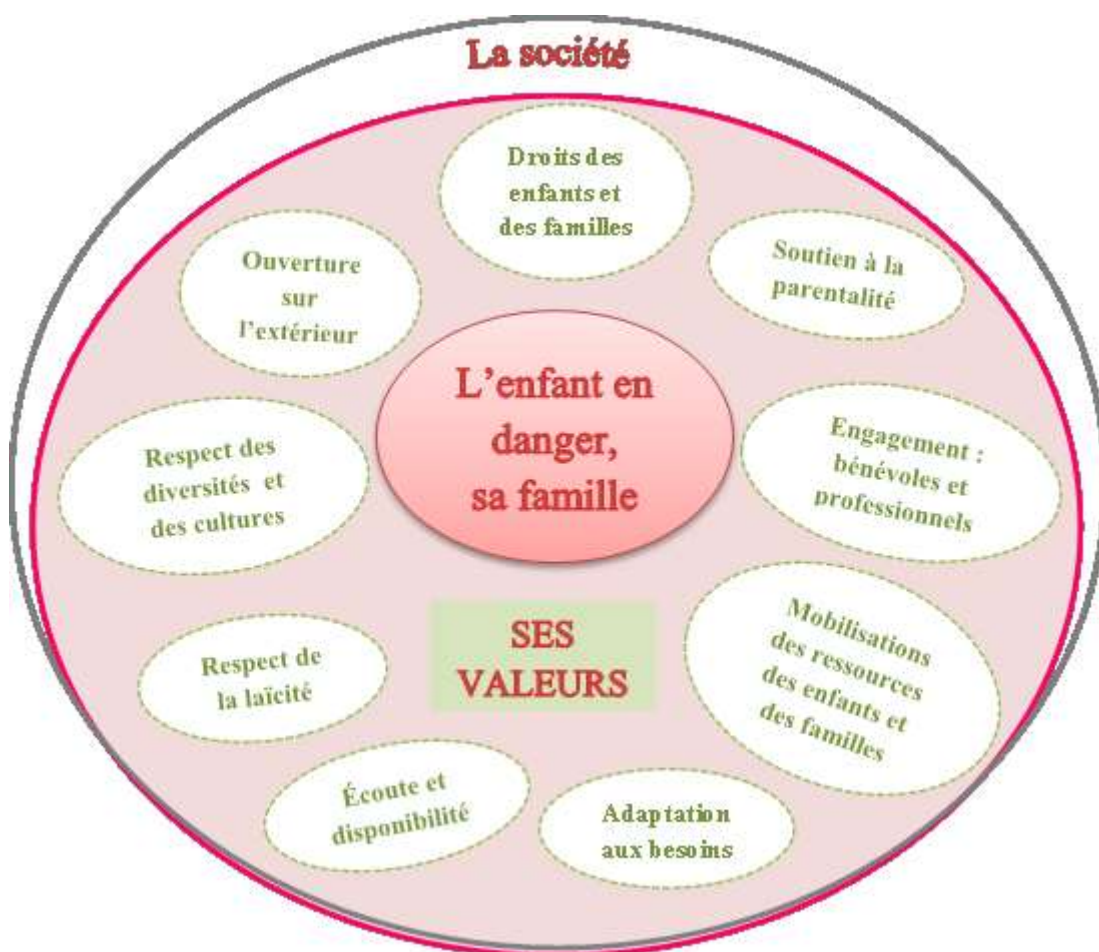 La société
Droits des
enfants et
des familles
Soutien à la
parentalité
Ouverture
sur
l’extérieur
L’enfant en
danger,
sa famille
Engagement :
bénévoles et
professionnels
Respect des
diversités et
des cultures
Mobilisations
des ressources
des enfants et
des familles
SES
VALEURS
Respect de
la laïcité
Écoute et
disponibilité
Adaptation
aux besoins